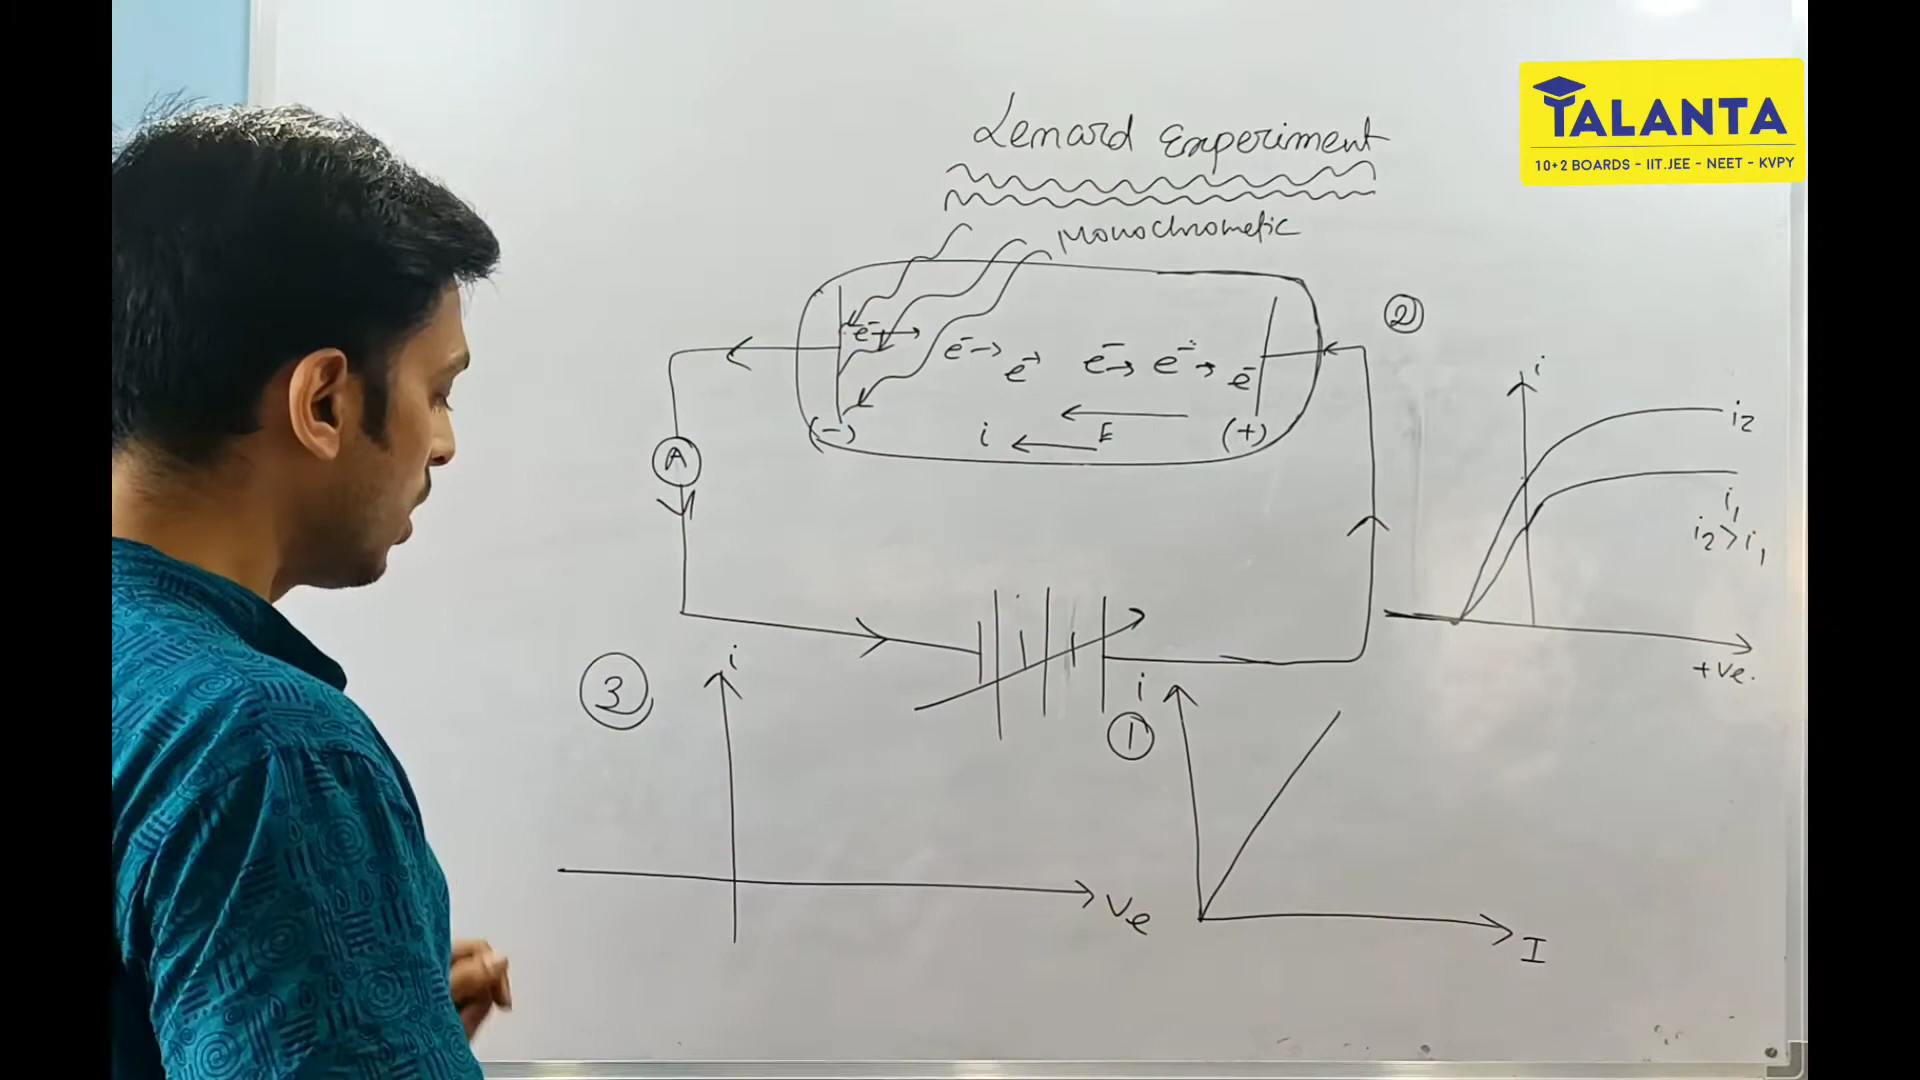 TALANTA
10+2 BOARDS - IIT.JEE - NEET - KVPY
Lenard Experiment
Monochrometic
e⁻ → e⁻ → e⁻ e⁻ → e⁻ → e⁻
(-) i E (+)
A
2
i
i₂
i₁
i₂ > i₁
+ve.
3
i
Ve
1
i
I